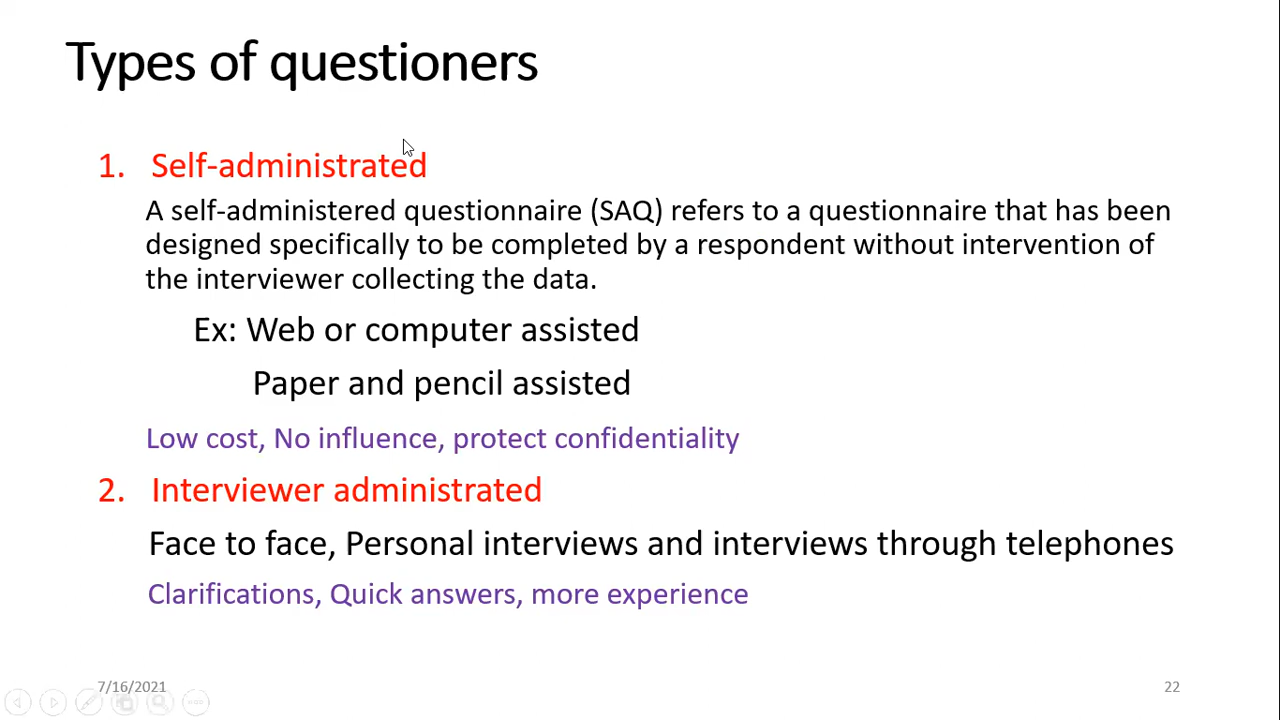 Types of questioners
1. Self-administrated
A self-administered questionnaire (SAQ) refers to a questionnaire that has been
designed specifically to be completed by a respondent without intervention of
the interviewer collecting the data.
Ex: Web or computer assisted
Paper and pencil assisted
Low cost, No influence, protect confidentiality
2. Interviewer administrated
Face to face, Personal interviews and interviews through telephones
Clarifications, Quick answers, more experience
7/16/2021
22